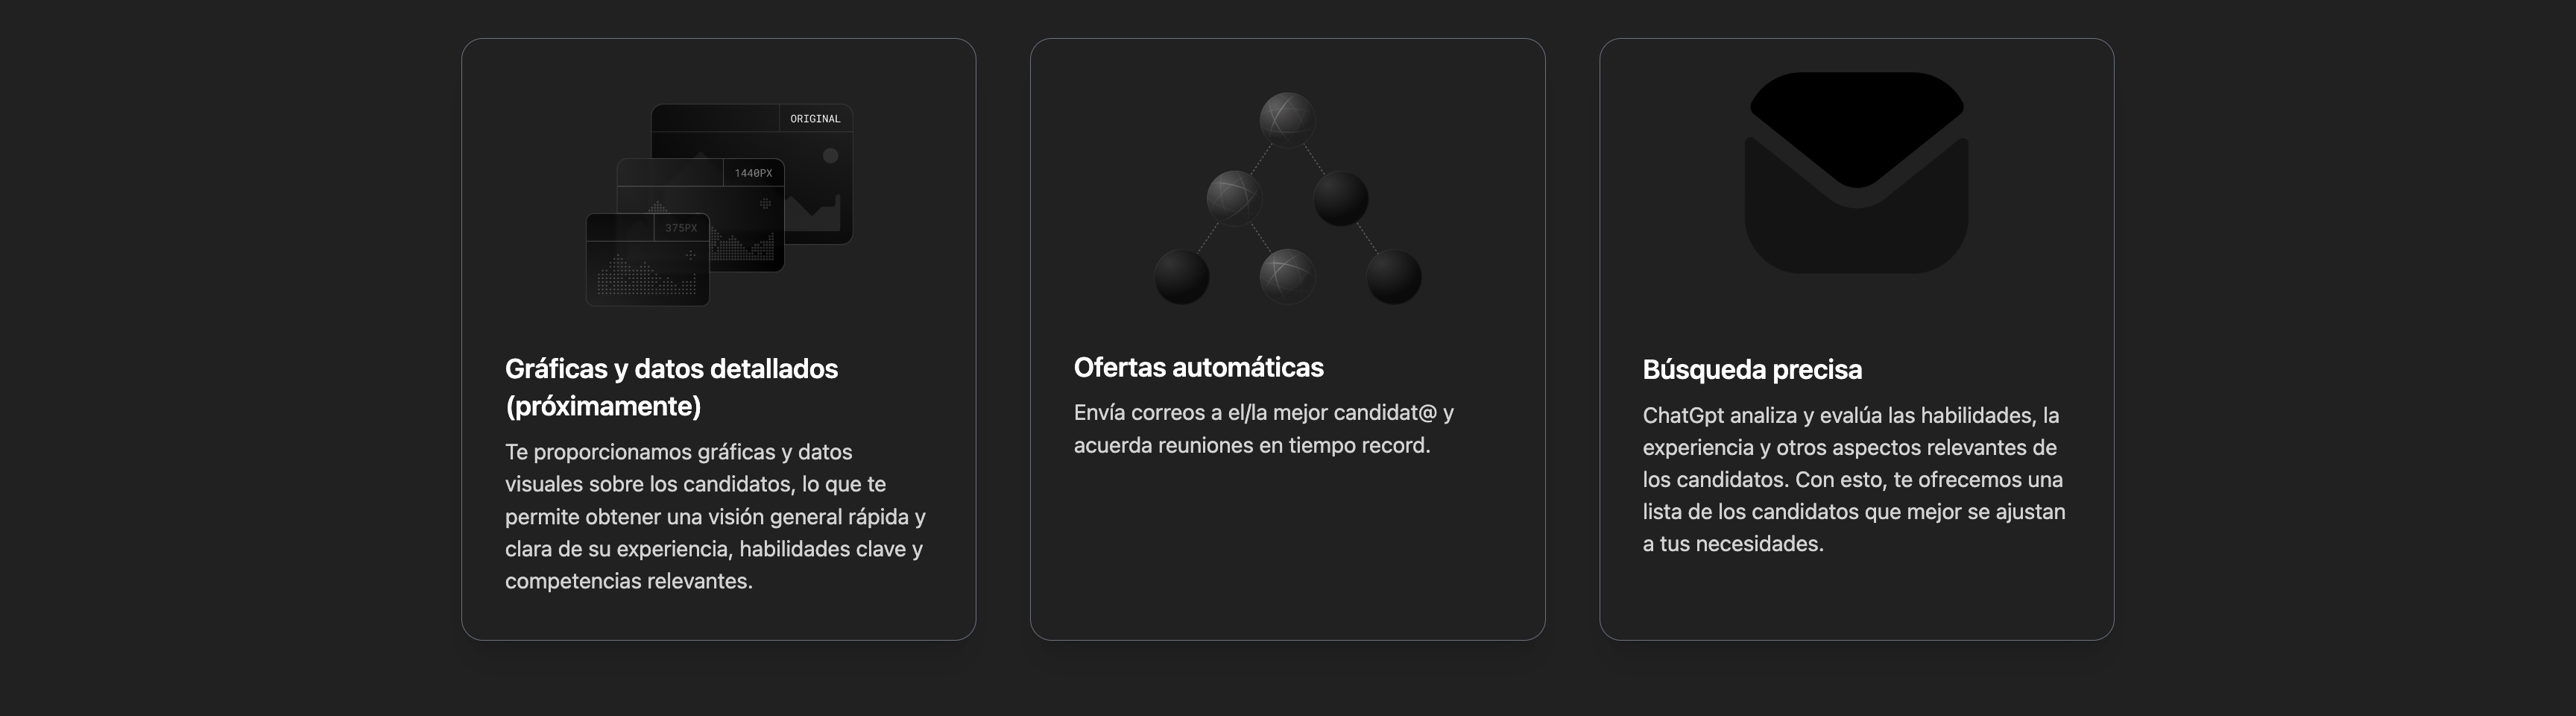 ORIGINAL
1440PX
375PX
Gráficas y datos detallados
(próximamente)
Te proporcionamos gráficas y datos
visuales sobre los candidatos, lo que te
permite obtener una visión general rápida y
clara de su experiencia, habilidades clave y
competencias relevantes.
Ofertas automáticas
Envía correos a el/la mejor candidat@ y
acuerda reuniones en tiempo record.
Búsqueda precisa
ChatGpt analiza y evalúa las habilidades, la
experiencia y otros aspectos relevantes de
los candidatos. Con esto, te ofrecemos una
lista de los candidatos que mejor se ajustan
a tus necesidades.